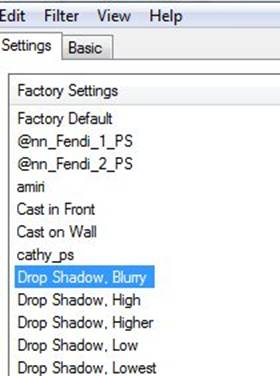 Edit Filter View Help
Settings Basic
Factory Settings
Factory Default
@nn_Fendi_1_PS
@nn_Fendi_2_PS
amiri
Cast in Front
Cast on Wall
cathy_ps
Drop Shadow, Blurry
Drop Shadow, High
Drop Shadow, Higher
Drop Shadow, Low
Drop Shadow, Lowest